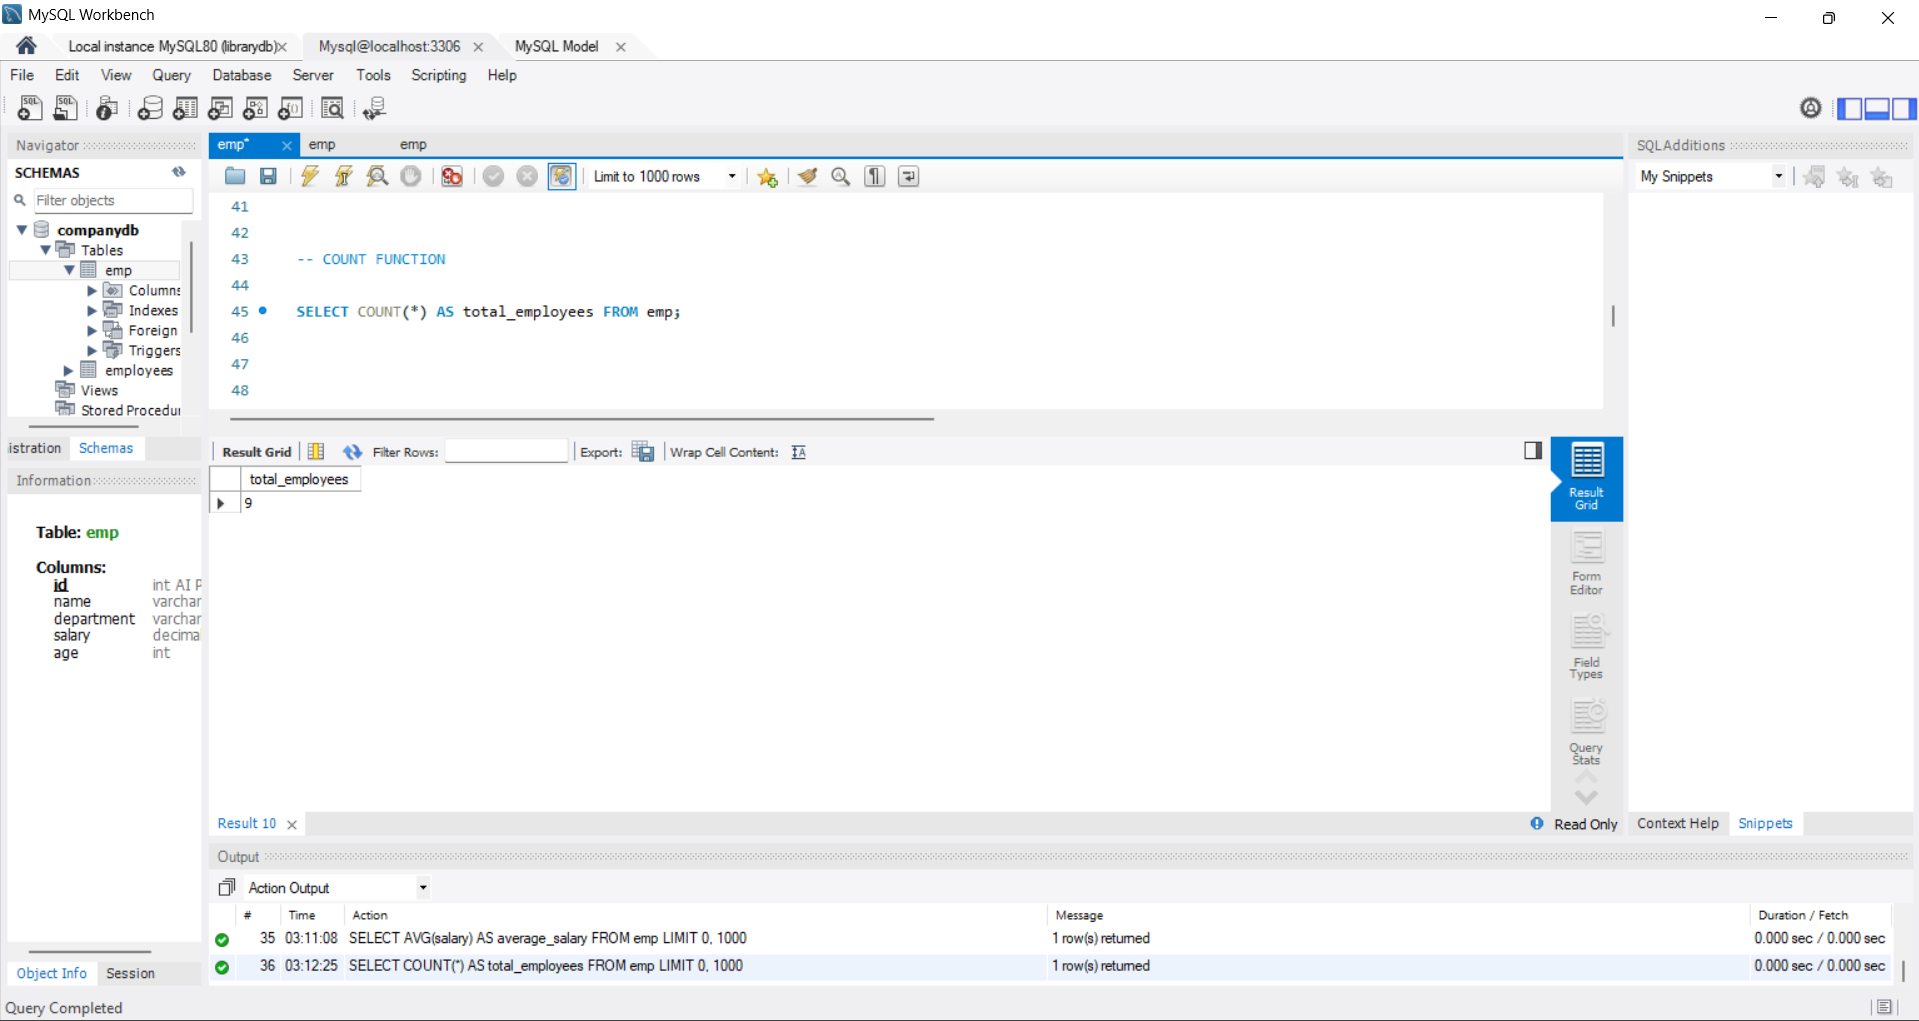 MySQL Workbench
Local instance MySQL80 (librarydb)
Mysql@localhost:3306
MySQL Model
File Edit View Query Database Server Tools Scripting Help
Navigator
SCHEMAS
Filter objects
companydb
Tables
emp
Columns
Indexes
Foreign
Triggers
employees
Views
Stored Procedu
istration Schemas
Information
Table: emp
Columns:
id int AI P
name varchar
department varchar
salary decima
age int
Object Info Session
emp* emp emp
Limit to 1000 rows
41
42
43 -- COUNT FUNCTION
44
45 SELECT COUNT(*) AS total_employees FROM emp;
46
47
48
Result Grid Filter Rows: Export: Wrap Cell Content:
total_employees
9
Result Grid
Form Editor
Field Types
Query Stats
Result 10
Read Only
SQLAdditions
My Snippets
Context Help Snippets
Output
Action Output
# Time Action Message Duration / Fetch
35 03:11:08 SELECT AVG(salary) AS average_salary FROM emp LIMIT 0, 1000 1 row(s) returned 0.000 sec / 0.000 sec
36 03:12:25 SELECT COUNT(*) AS total_employees FROM emp LIMIT 0, 1000 1 row(s) returned 0.000 sec / 0.000 sec
Query Completed